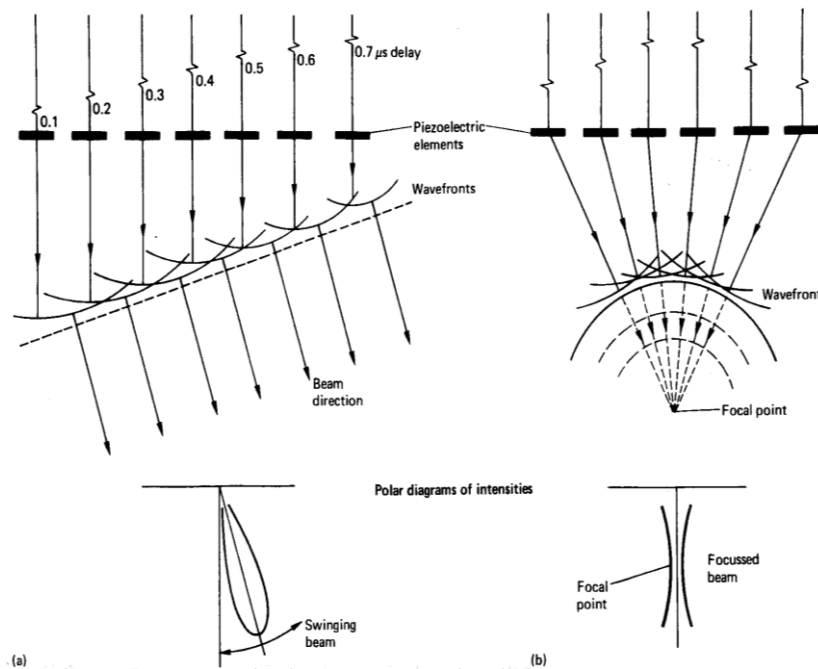 0.1
0.2
0.3
0.4
0.5
0.6
0.7 μs delay
Piezoelectric
elements
Wavefronts
Beam
direction
Wavefront
Focal point
Polar diagrams of intensities
Swinging
beam
(a)
Focal
point
Focussed
beam
(b)